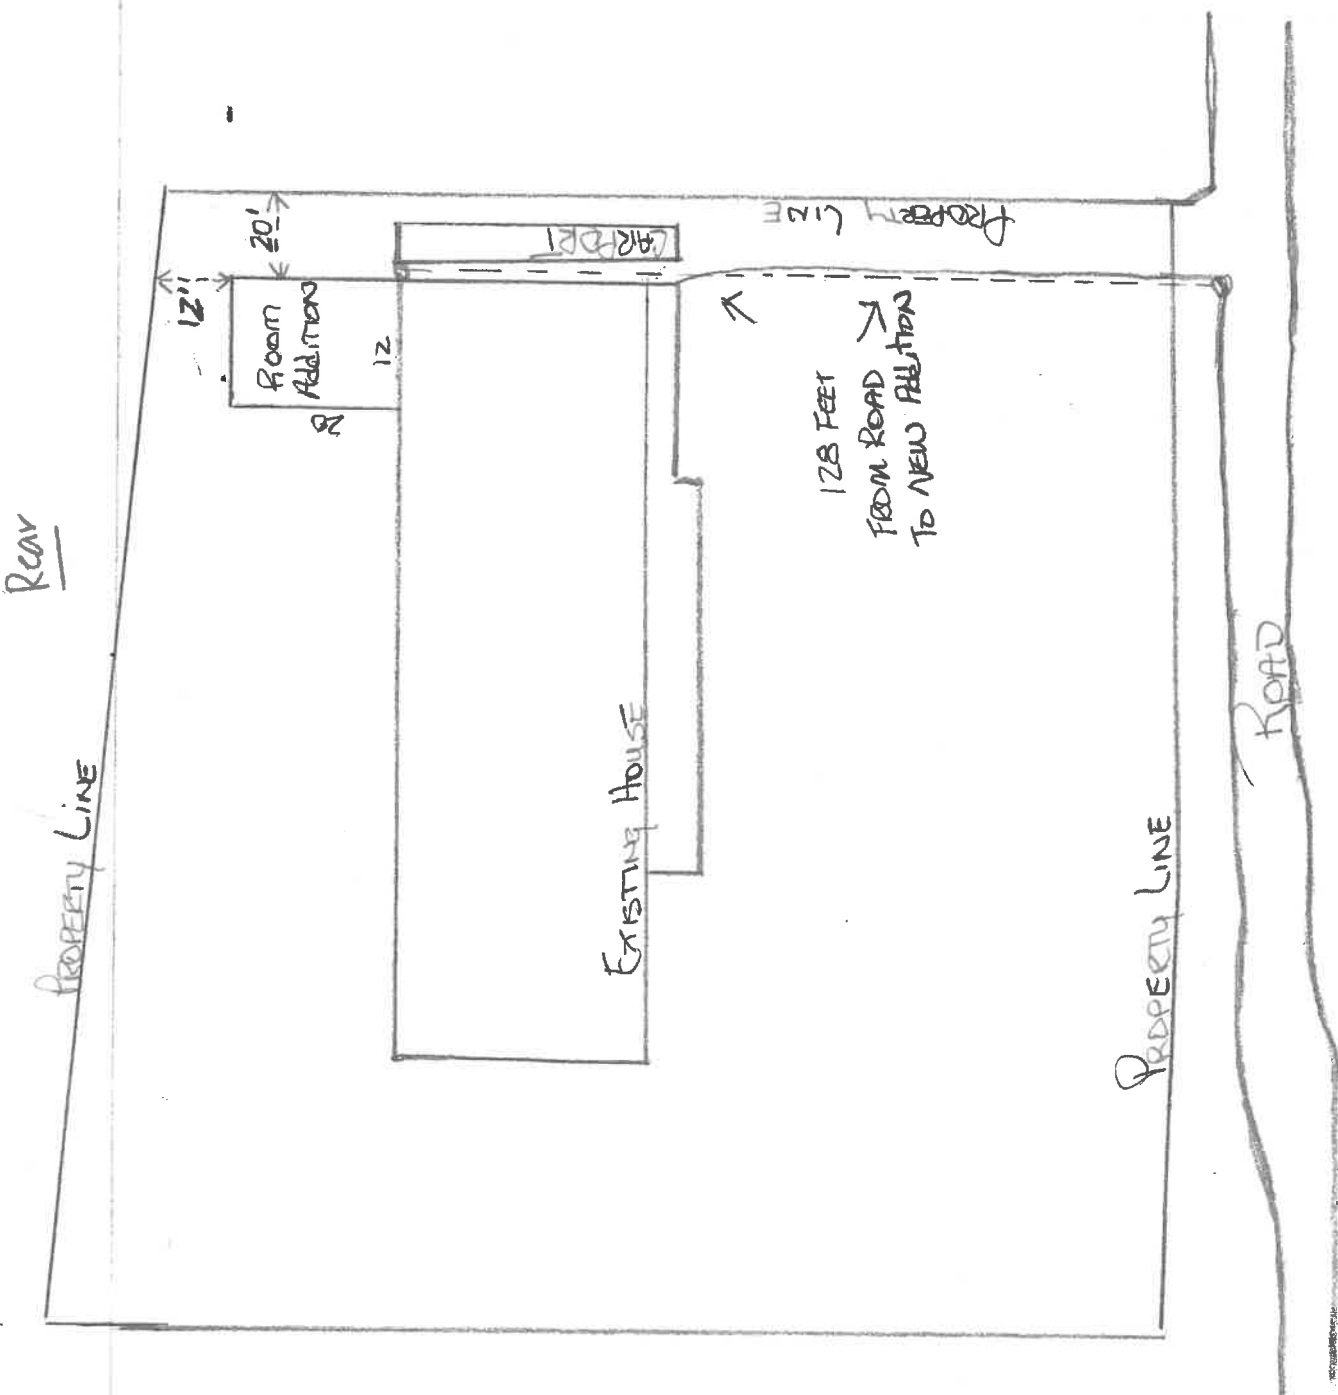 Rear
PROPERTY LINE
12''
20'
Room
Addition
12
CARPORT
PROPERTY
LINE
128 FEET
FROM ROAD
TO NEW Addition
EXISTING HOUSE
PROPERTY LINE
ROAD